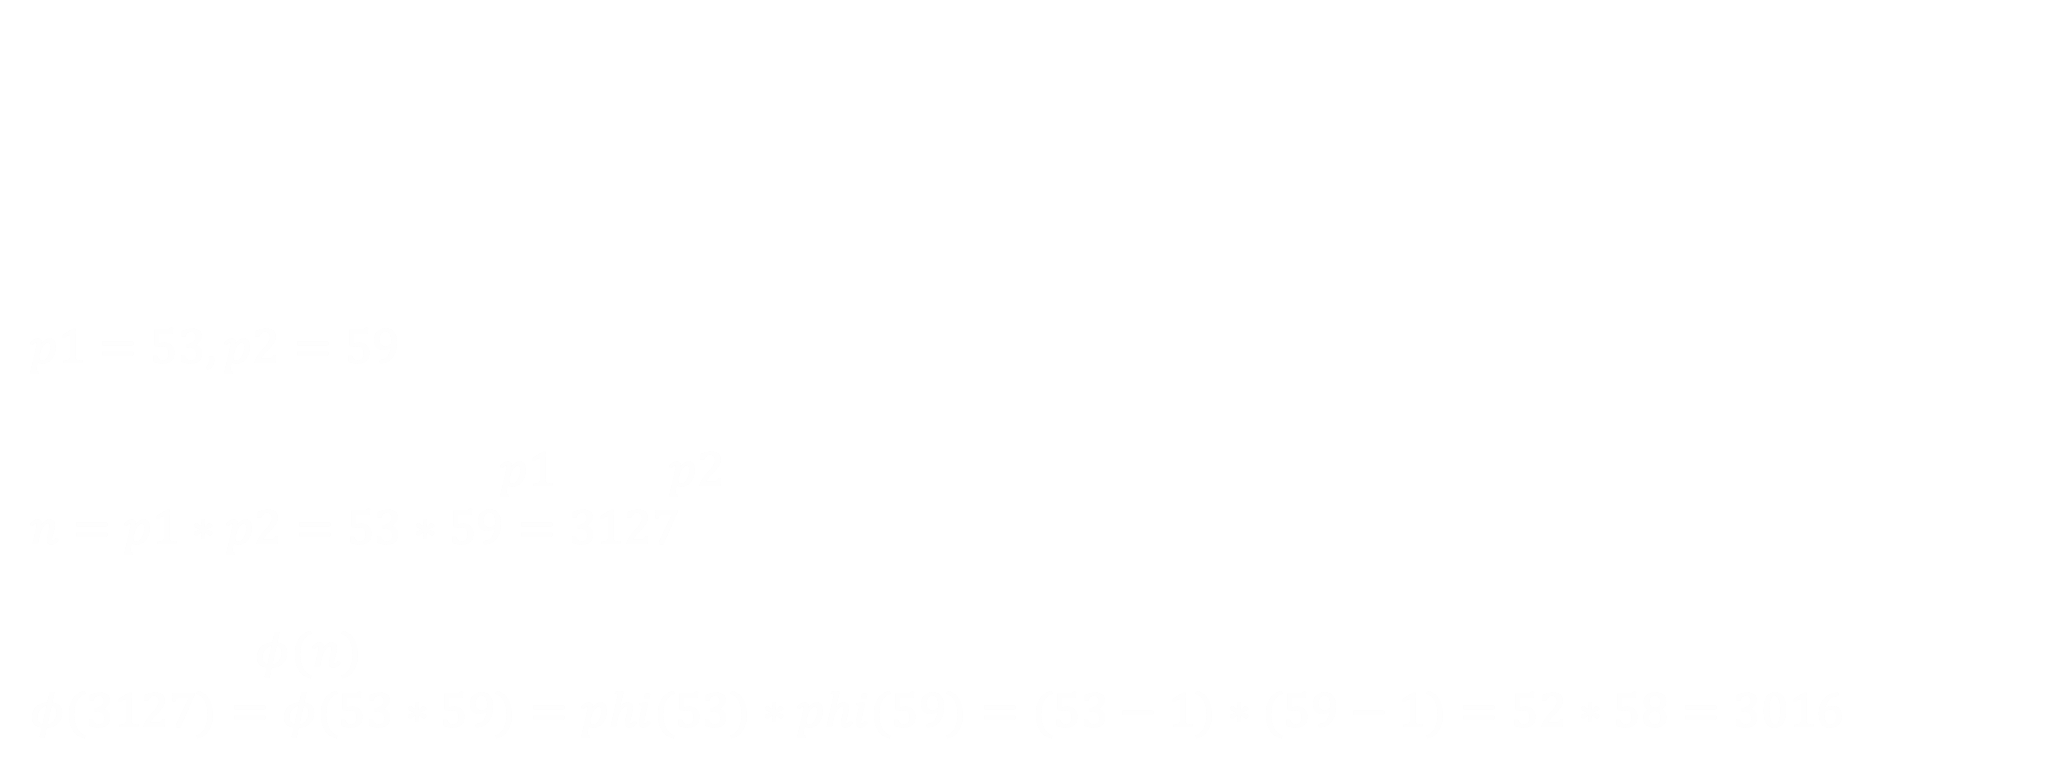 p1 = 53, p2 = 59
p1 p2
n = p1 * p2 = 53 * 59 = 3127
φ(n)
φ(3127) = φ(53 * 59) = phi(53) * phi(59) = (53 − 1) * (59 − 1) = 52 * 58 = 3016